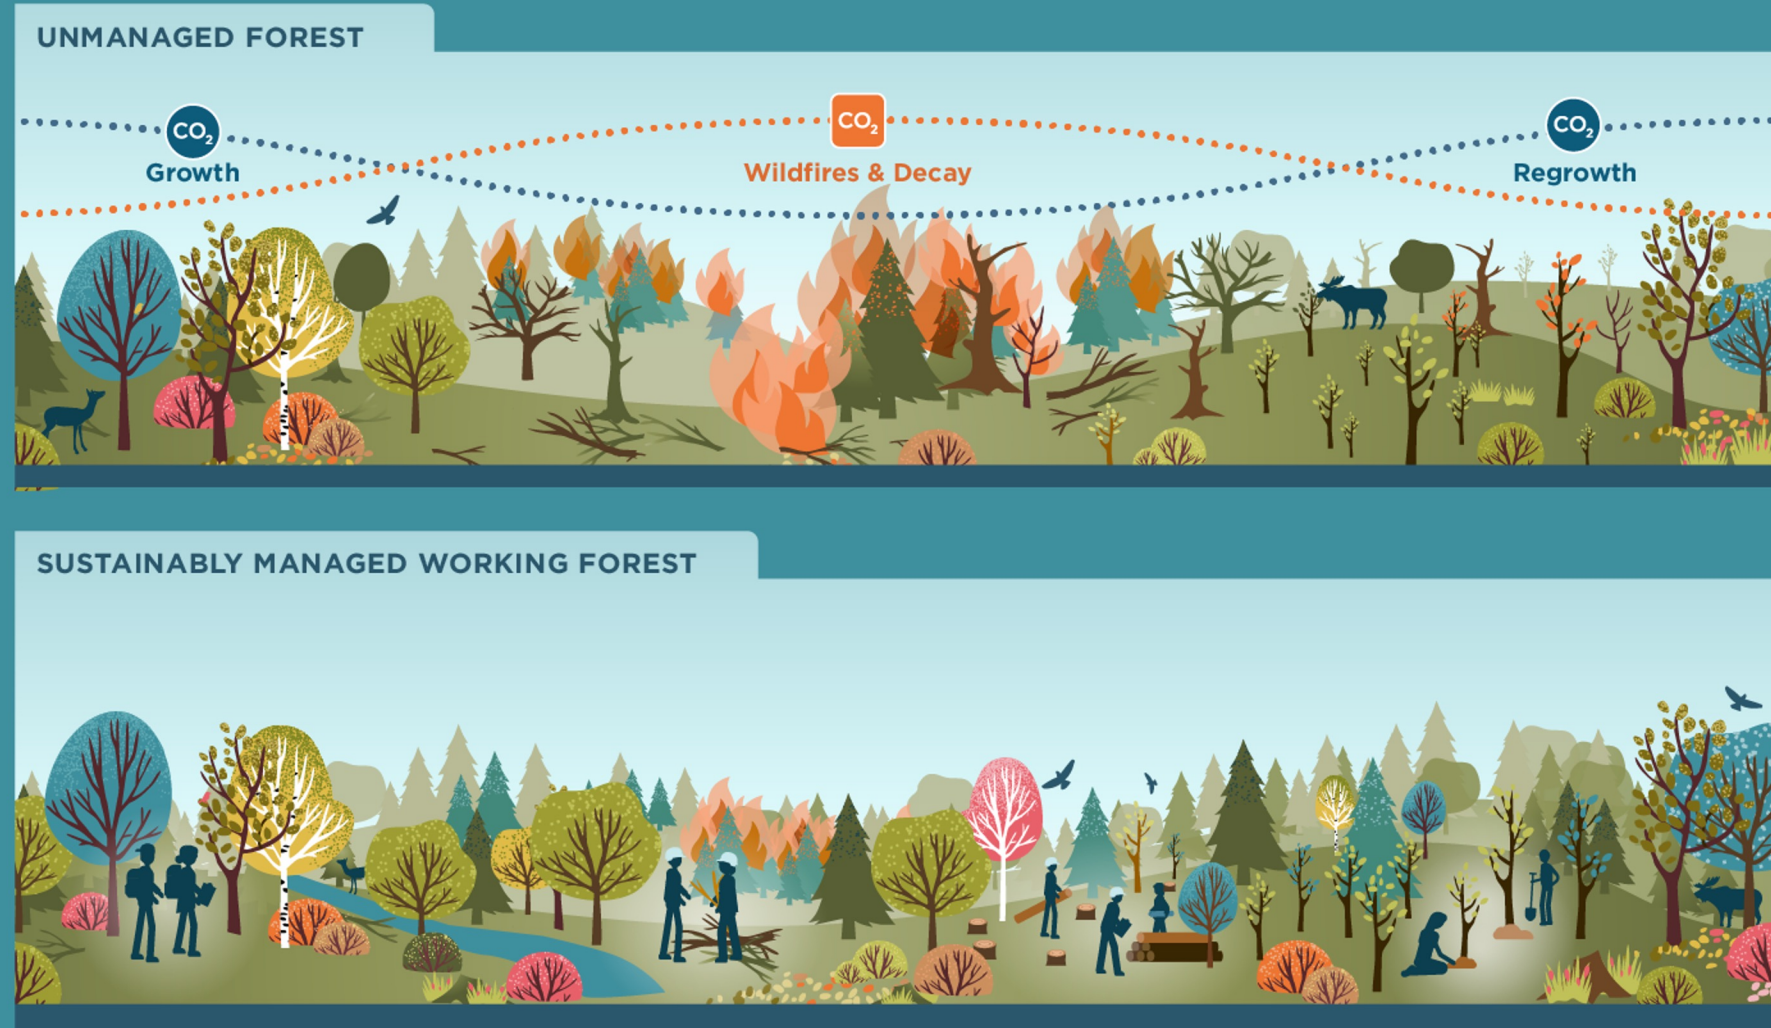 UNMANAGED FOREST
CO₂
Growth
CO₂
Wildfires & Decay
CO₂
Regrowth
SUSTAINABLY MANAGED WORKING FOREST